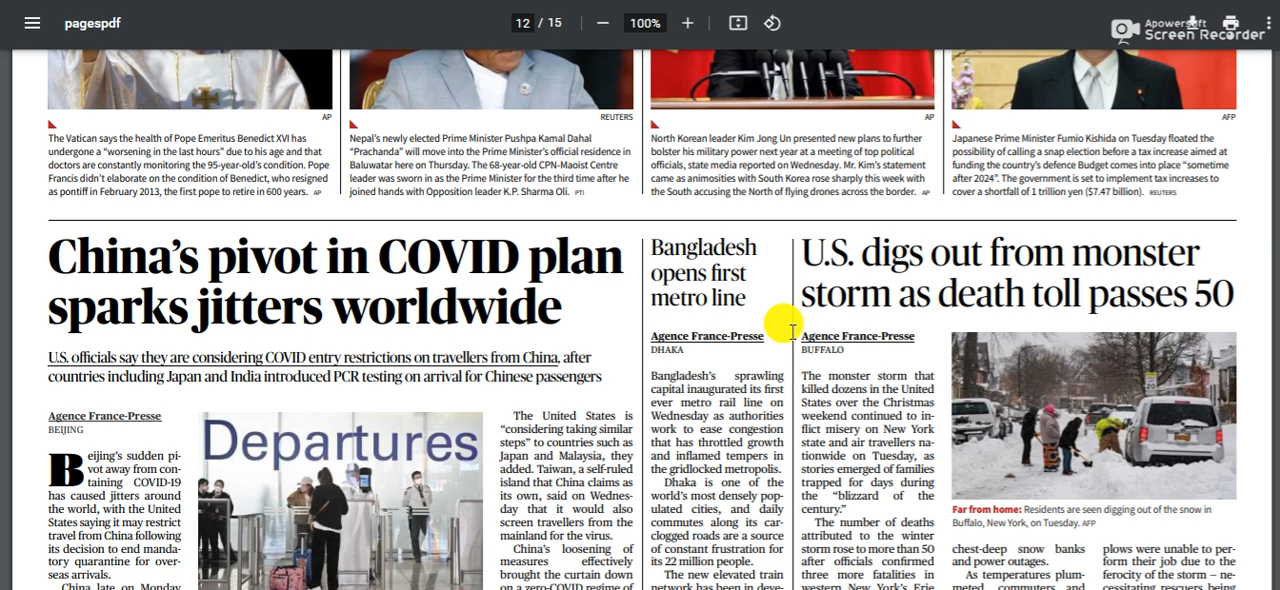 pagespdf
12 / 15
100%
Apowersoft
Screen Recorder
AP
The Vatican says the health of Pope Emeritus Benedict XVI has
undergone a “worsening in the last hours” due to his age and that
doctors are constantly monitoring the 95-year-old’s condition. Pope
Francis didn’t elaborate on the condition of Benedict, who resigned
as pontiff in February 2013, the first pope to retire in 600 years. AP
REUTERS
Nepal’s newly elected Prime Minister Pushpa Kamal Dahal
“Prachanda” will move into the Prime Minister’s official residence in
Baluwatar here on Thursday. The 68-year-old CPN-Maoist Centre
leader was sworn in as the Prime Minister for the third time after he
joined hands with Opposition leader K.P. Sharma Oli. PTI
AP
North Korean leader Kim Jong Un presented new plans to further
bolster his military power next year at a meeting of top political
officials, state media reported on Wednesday. Mr. Kim’s statement
came as animosities with South Korea rose sharply this week with
the South accusing the North of flying drones across the border. AP
AFP
Japanese Prime Minister Fumio Kishida on Tuesday floated the
possibility of calling a snap election before a tax increase aimed at
funding the country’s defence Budget comes into place “sometime
after 2024”. The government is set to implement tax increases to
cover a shortfall of 1 trillion yen ($7.47 billion). REUTERS
China’s pivot in COVID plan
sparks jitters worldwide
U.S. officials say they are considering COVID entry restrictions on travellers from China, after
countries including Japan and India introduced PCR testing on arrival for Chinese passengers
Agence France-Presse
BEIJING
Beijing’s sudden pi-
vot away from con-
taining COVID-19
has caused jitters around
the world, with the United
States saying it may restrict
travel from China following
its decision to end manda-
tory quarantine for over-
seas arrivals.
China late on Monday
Departures
The United States is
“considering taking similar
steps” to countries such as
Japan and Malaysia, they
added. Taiwan, a self-ruled
island that China claims as
its own, said on Wednes-
day that it would also
screen travellers from the
mainland for the virus.
China’s loosening of
measures effectively
brought the curtain down
on a zero-COVID regime of
Bangladesh
opens first
metro line
Agence France-Presse
DHAKA
Bangladesh’s sprawling
capital inaugurated its first
ever metro rail line on
Wednesday as authorities
work to ease congestion
that has throttled growth
and inflamed tempers in
the gridlocked metropolis.
Dhaka is one of the
world’s most densely pop-
ulated cities, and daily
commutes along its car-
clogged roads are a source
of constant frustration for
its 22 million people.
The new elevated train
network has been in deve-
U.S. digs out from monster
storm as death toll passes 50
Agence France-Presse
BUFFALO
The monster storm that
killed dozens in the United
States over the Christmas
weekend continued to in-
flict misery on New York
state and air travellers na-
tionwide on Tuesday, as
stories emerged of families
trapped for days during
the “blizzard of the
century.”
The number of deaths
attributed to the winter
storm rose to more than 50
after officials confirmed
three more fatalities in
western New York’s Erie
Far from home: Residents are seen digging out of the snow in
Buffalo, New York, on Tuesday. AFP
chest-deep snow banks
and power outages.
As temperatures plum-
meted, commuters and
plows were unable to per-
form their job due to the
ferocity of the storm – ne-
cessitating rescuers being